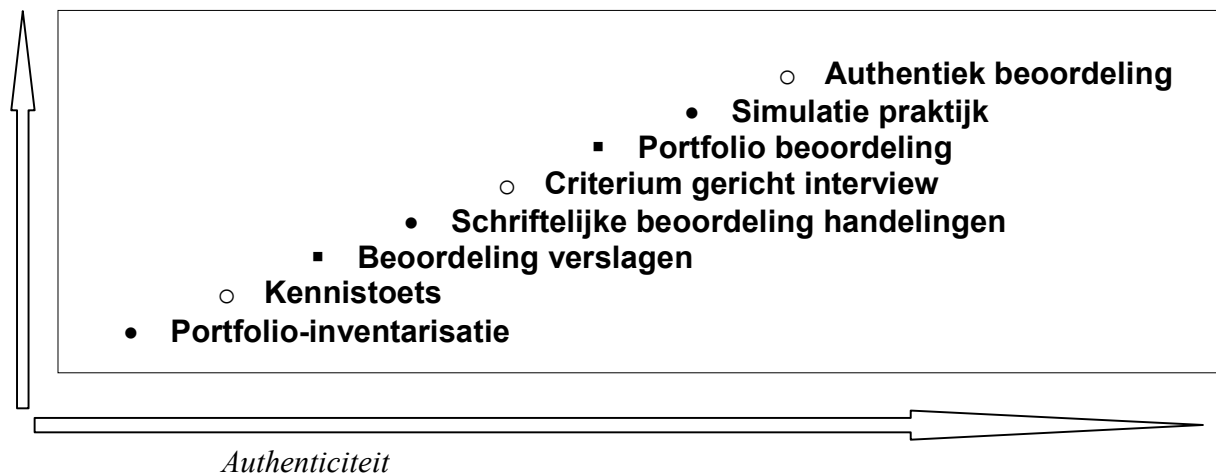 ○ Authentiek beoordeling
• Simulatie praktijk
▪ Portfolio beoordeling
○ Criterium gericht interview
• Schriftelijke beoordeling handelingen
▪ Beoordeling verslagen
○ Kennistoets
• Portfolio-inventarisatie
Authenticiteit